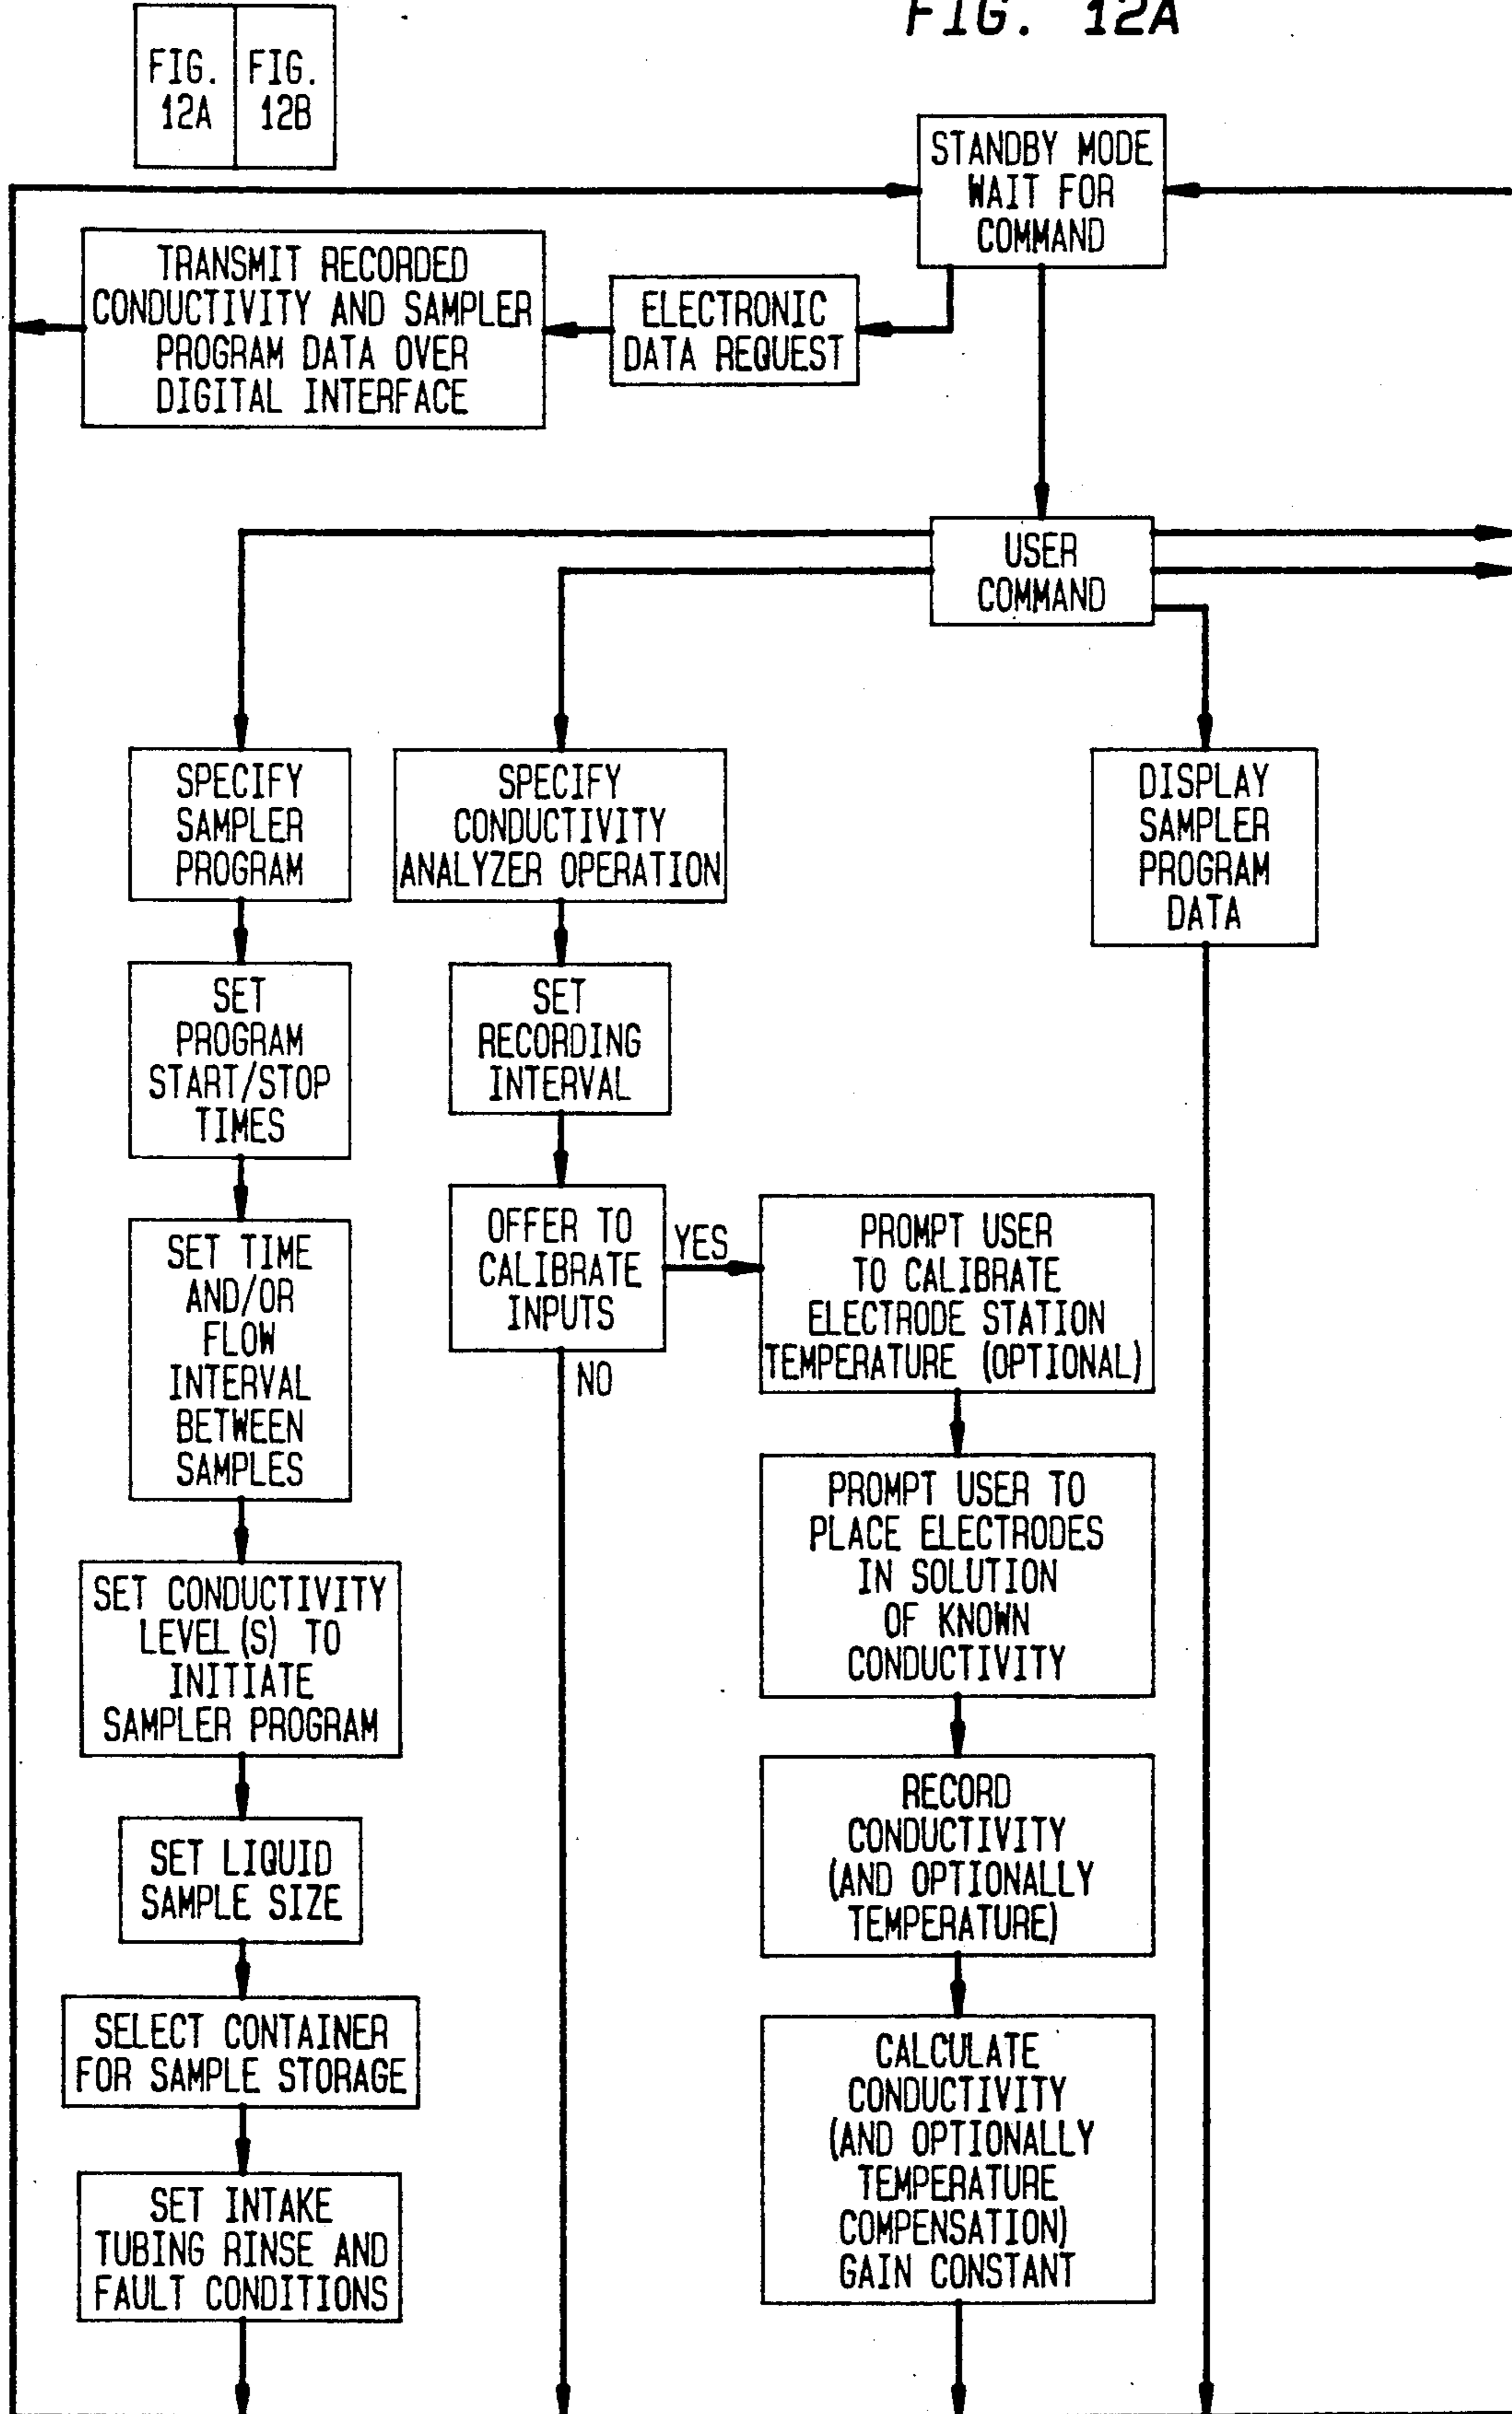 FIG. 12A
FIG.
12A
FIG.
12B
STANDBY MODE
WAIT FOR
COMMAND
TRANSMIT RECORDED
CONDUCTIVITY AND SAMPLER
PROGRAM DATA OVER
DIGITAL INTERFACE
ELECTRONIC
DATA REQUEST
USER
COMMAND
SPECIFY
SAMPLER
PROGRAM
SPECIFY
CONDUCTIVITY
ANALYZER OPERATION
DISPLAY
SAMPLER
PROGRAM
DATA
SET
PROGRAM
START/STOP
TIMES
SET
RECORDING
INTERVAL
SET TIME
AND/OR
FLOW
INTERVAL
BETWEEN
SAMPLES
OFFER TO
CALIBRATE
INPUTS
YES
NO
PROMPT USER
TO CALIBRATE
ELECTRODE STATION
TEMPERATURE (OPTIONAL)
PROMPT USER TO
PLACE ELECTRODES
IN SOLUTION
OF KNOWN
CONDUCTIVITY
SET CONDUCTIVITY
LEVEL(S) TO
INITIATE
SAMPLER PROGRAM
RECORD
CONDUCTIVITY
(AND OPTIONALLY
TEMPERATURE)
SET LIQUID
SAMPLE SIZE
SELECT CONTAINER
FOR SAMPLE STORAGE
CALCULATE
CONDUCTIVITY
(AND OPTIONALLY
TEMPERATURE
COMPENSATION)
GAIN CONSTANT
SET INTAKE
TUBING RINSE AND
FAULT CONDITIONS